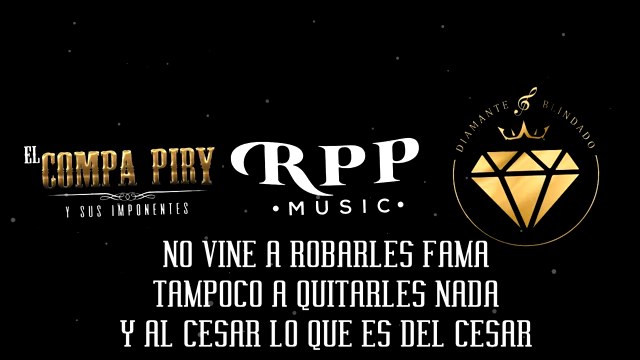 EL
COMPA PIRY
Y SUS IMPONENTES
RPP
•MUSIC•
DIAMANTE BLINDADO
NO VINE A ROBARLES FAMA
TAMPOCO A QUITARLES NADA
Y AL CESAR LO QUE ES DEL CESAR